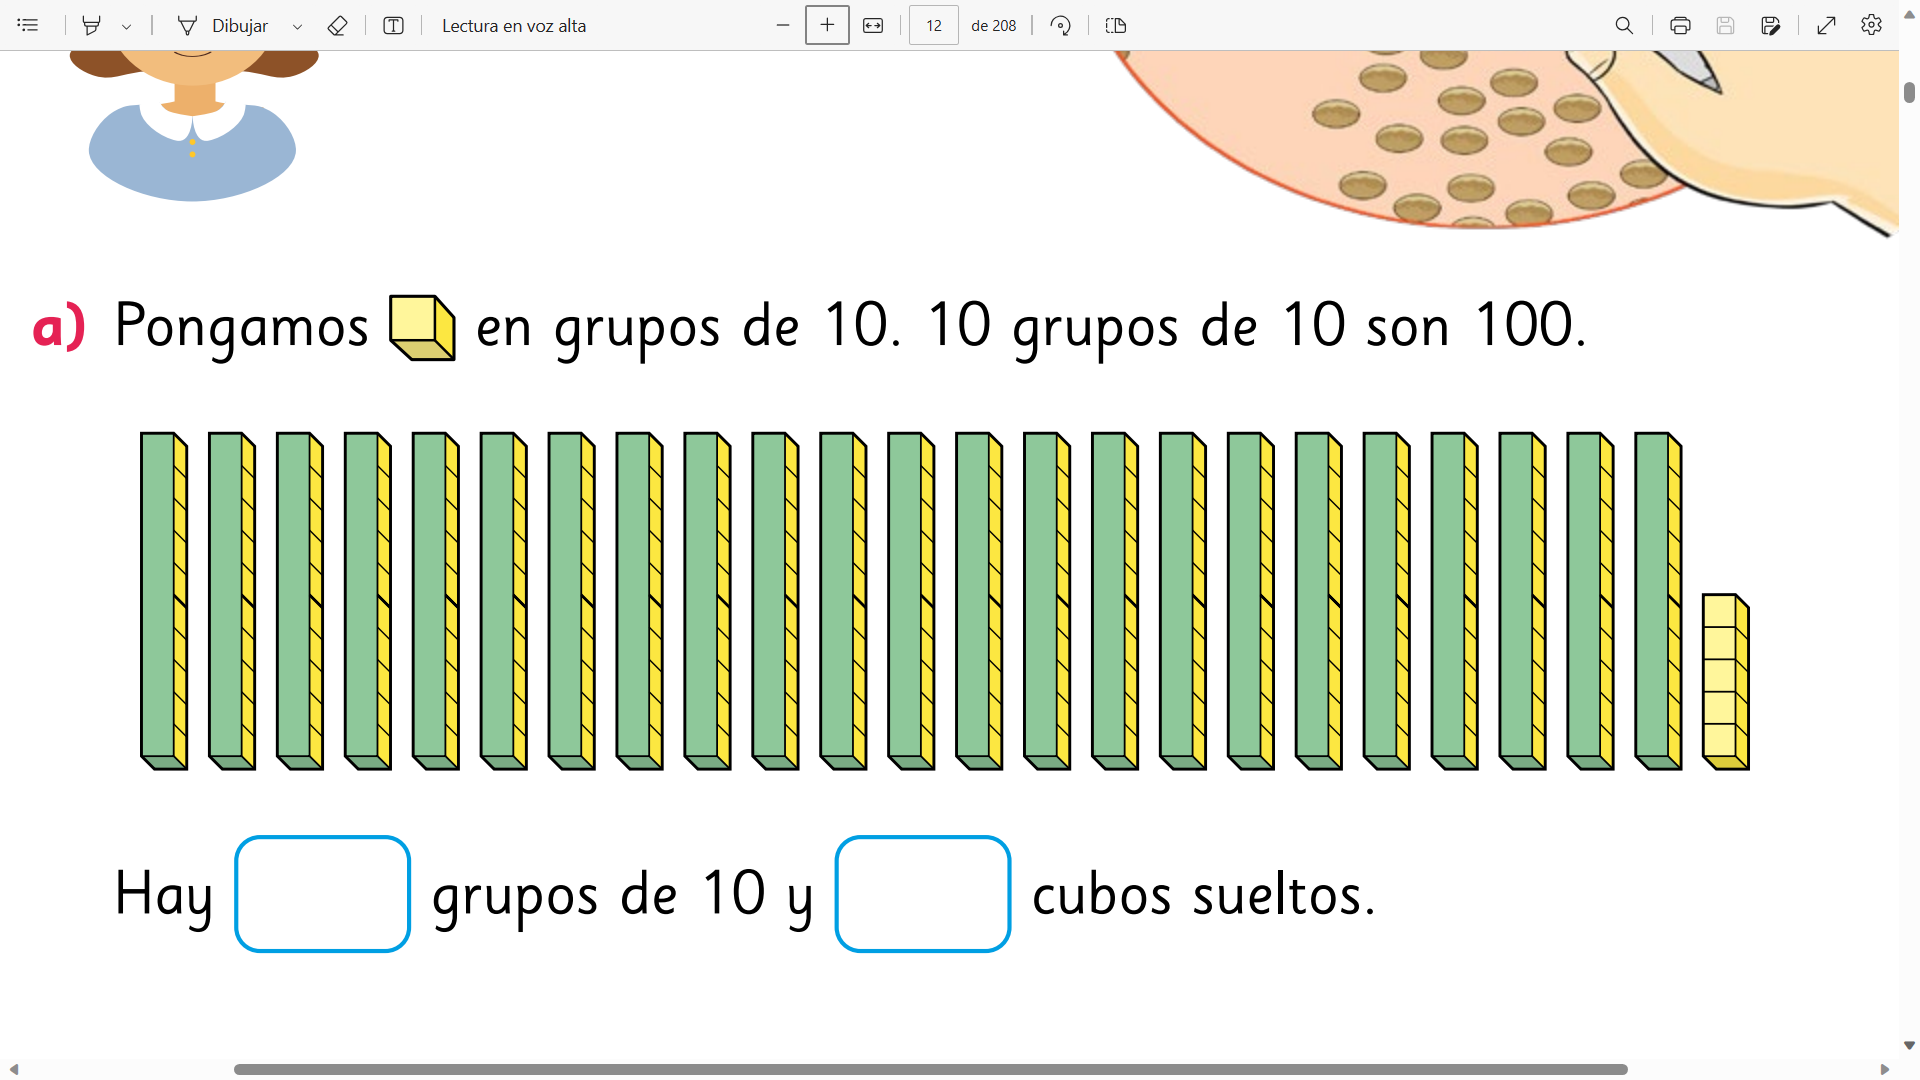 Dibujar Lectura en voz alta 12 de 208
a) Pongamos en grupos de 10. 10 grupos de 10 son 100.
Hay grupos de 10 y cubos sueltos.